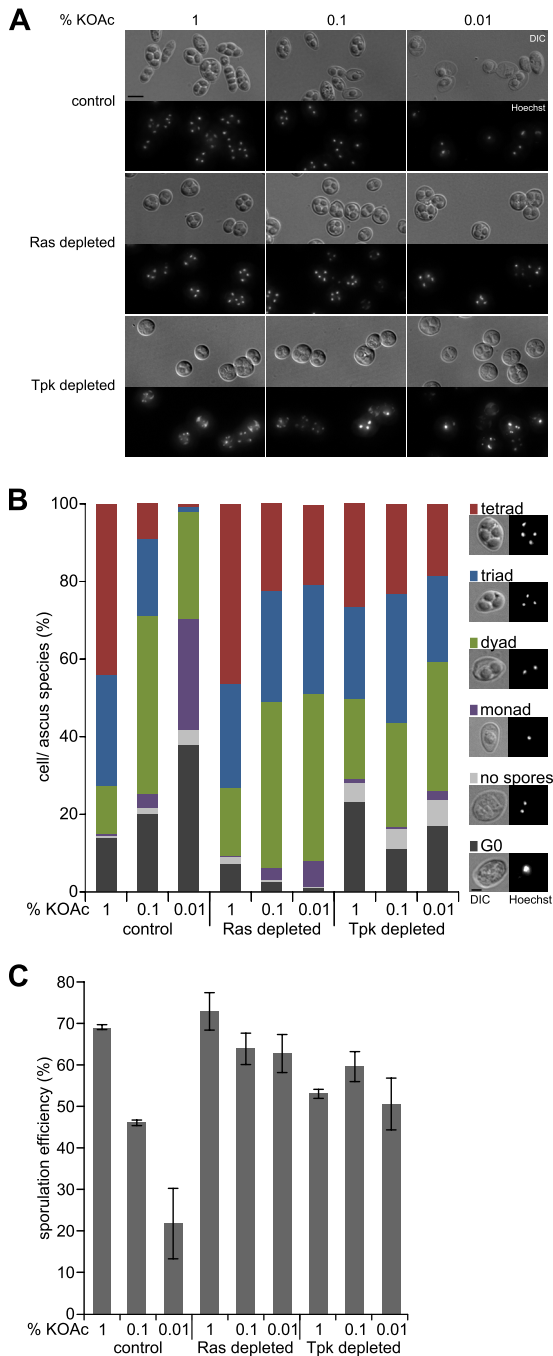 A
% KOAc 1 0.1 0.01
DIC
control
Hoechst
Ras depleted
Tpk depleted
B
100
80
60
40
20
0
cell/ ascus species (%)
% KOAc 1 0.1 0.01 1 0.1 0.01 1 0.1 0.01
control Ras depleted Tpk depleted
tetrad
triad
dyad
monad
no spores
G0
DIC Hoechst
C
80
70
60
50
40
30
20
10
0
sporulation efficiency (%)
% KOAc 1 0.1 0.01 1 0.1 0.01 1 0.1 0.01
control Ras depleted Tpk depleted